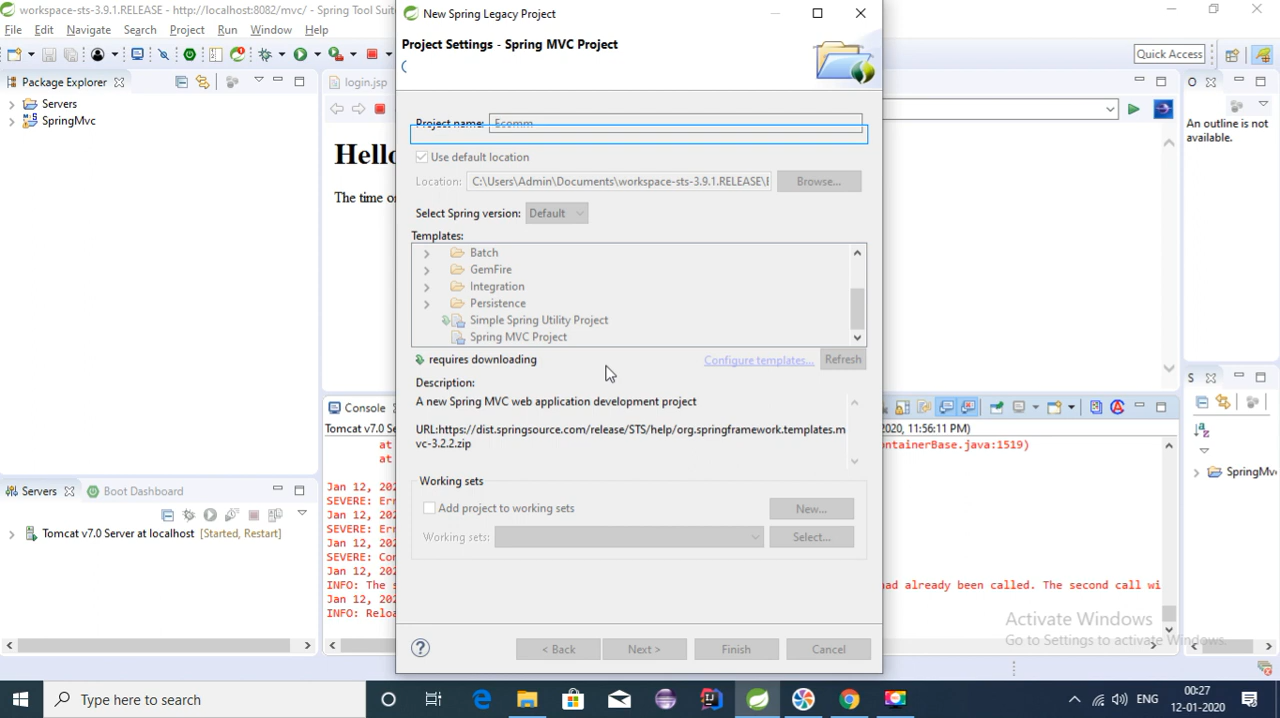 workspace-sts-3.9.1.RELEASE - http://localhost:8082/mvc/ - Spring Tool Suit
New Spring Legacy Project
File Edit Navigate Search Project Run Window Help
Project Settings - Spring MVC Project
Quick Access
Package Explorer
login.jsp
O
Servers
SpringMvc
Project name: Ecomm
An outline is not
available.
Hello
Use default location
Location: C:\Users\Admin\Documents\workspace-sts-3.9.1.RELEASE\E Browse...
The time o
Select Spring version: Default
Templates:
Batch
GemFire
Integration
Persistence
Simple Spring Utility Project
Spring MVC Project
requires downloading Configure templates... Refresh
Description:
A new Spring MVC web application development project
URL:https://dist.springsource.com/release/STS/help/org.springframework.templates.m
vc-3.2.2.zip
S
Console
Tomcat v7.0 S 2020, 11:56:11 PM)
at ontainerBase.java:1519)
at
SpringMv
Working sets
Servers Boot Dashboard
Jan 12, 202
SEVERE: Err
Add project to working sets New...
Jan 12, 202
SEVERE: Err
Tomcat v7.0 Server at localhost [Started, Restart]
Working sets: Select...
Jan 12, 202
SEVERE: Con
Jan 12, 202
INFO: The s ad already been called. The second call wi
Jan 12, 202
INFO: Reloa
Activate Windows
Go to Settings to activate Windows.
< Back Next > Finish Cancel
Type here to search
ENG
00:27
12-01-2020